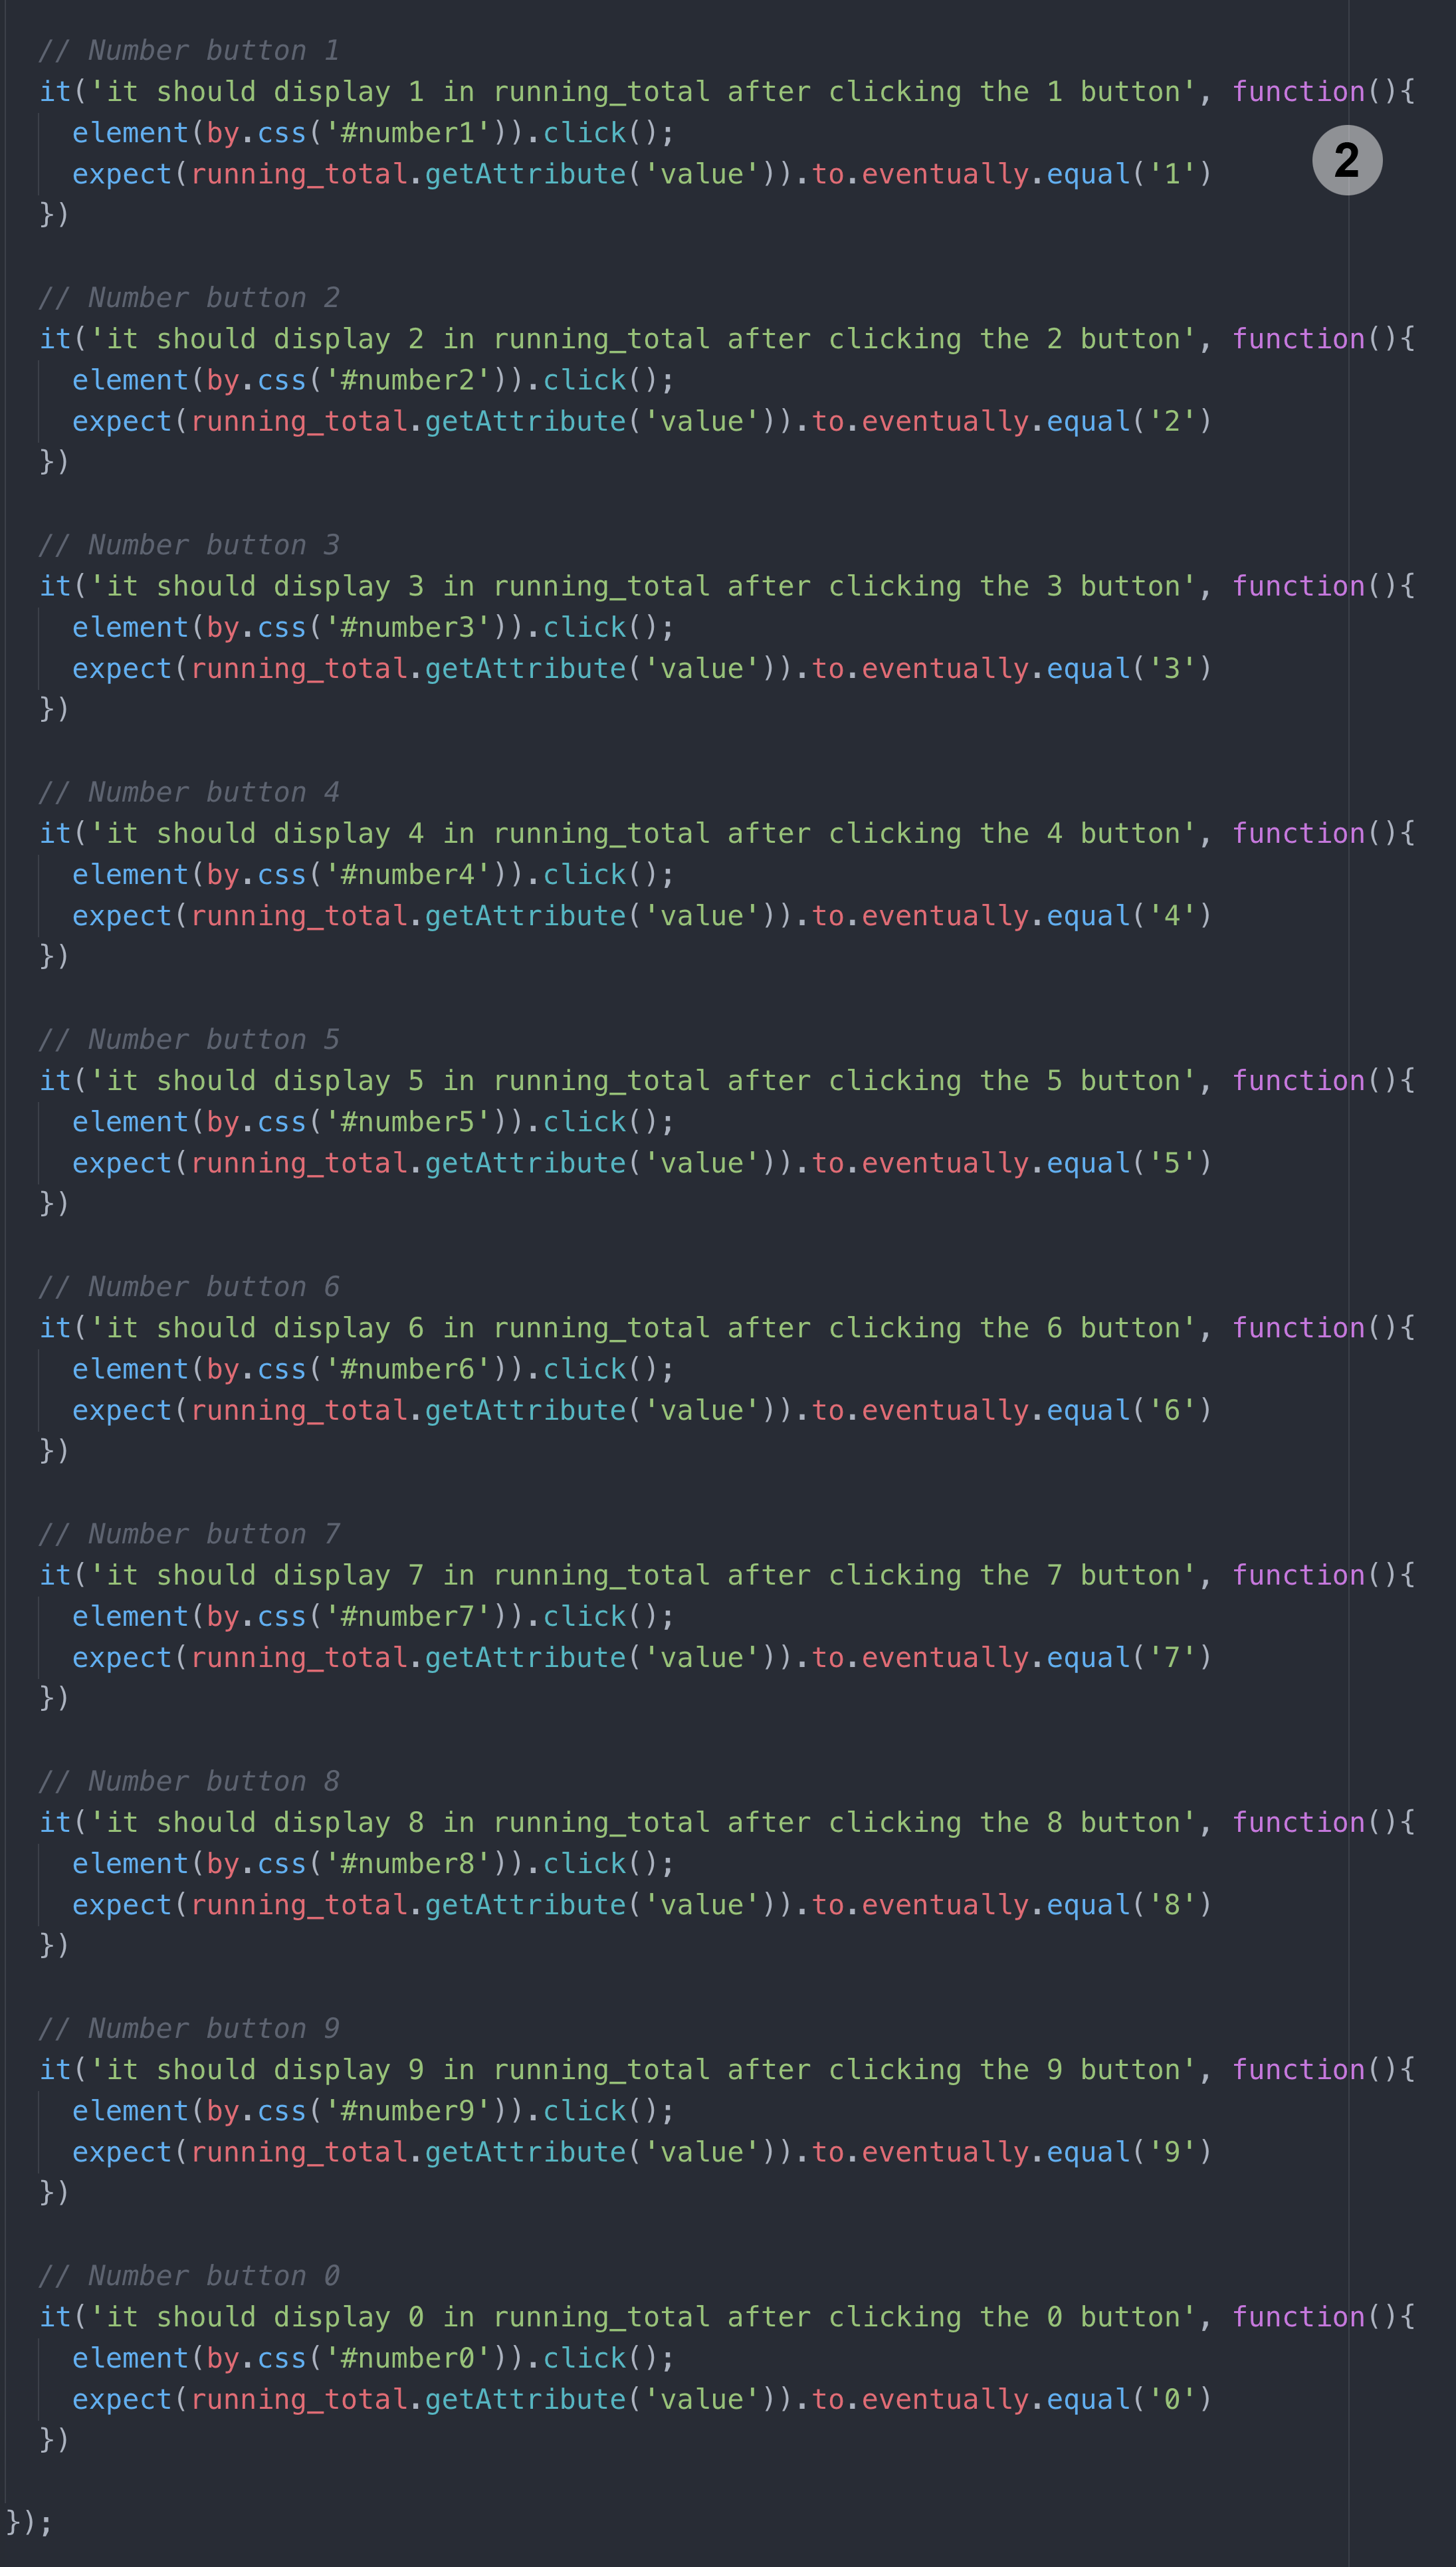 // Number button 1
it('it should display 1 in running_total after clicking the 1 button', function(){
element(by.css('#number1')).click();
2
expect(running_total.getAttribute('value')).to.eventually.equal('1')
})
// Number button 2
it('it should display 2 in running_total after clicking the 2 button', function(){
element(by.css('#number2')).click();
expect(running_total.getAttribute('value')).to.eventually.equal('2')
})
// Number button 3
it('it should display 3 in running_total after clicking the 3 button', function(){
element(by.css('#number3')).click();
expect(running_total.getAttribute('value')).to.eventually.equal('3')
})
// Number button 4
it('it should display 4 in running_total after clicking the 4 button', function(){
element(by.css('#number4')).click();
expect(running_total.getAttribute('value')).to.eventually.equal('4')
})
// Number button 5
it('it should display 5 in running_total after clicking the 5 button', function(){
element(by.css('#number5')).click();
expect(running_total.getAttribute('value')).to.eventually.equal('5')
})
// Number button 6
it('it should display 6 in running_total after clicking the 6 button', function(){
element(by.css('#number6')).click();
expect(running_total.getAttribute('value')).to.eventually.equal('6')
})
// Number button 7
it('it should display 7 in running_total after clicking the 7 button', function(){
element(by.css('#number7')).click();
expect(running_total.getAttribute('value')).to.eventually.equal('7')
})
// Number button 8
it('it should display 8 in running_total after clicking the 8 button', function(){
element(by.css('#number8')).click();
expect(running_total.getAttribute('value')).to.eventually.equal('8')
})
// Number button 9
it('it should display 9 in running_total after clicking the 9 button', function(){
element(by.css('#number9')).click();
expect(running_total.getAttribute('value')).to.eventually.equal('9')
})
// Number button 0
it('it should display 0 in running_total after clicking the 0 button', function(){
element(by.css('#number0')).click();
expect(running_total.getAttribute('value')).to.eventually.equal('0')
})
});